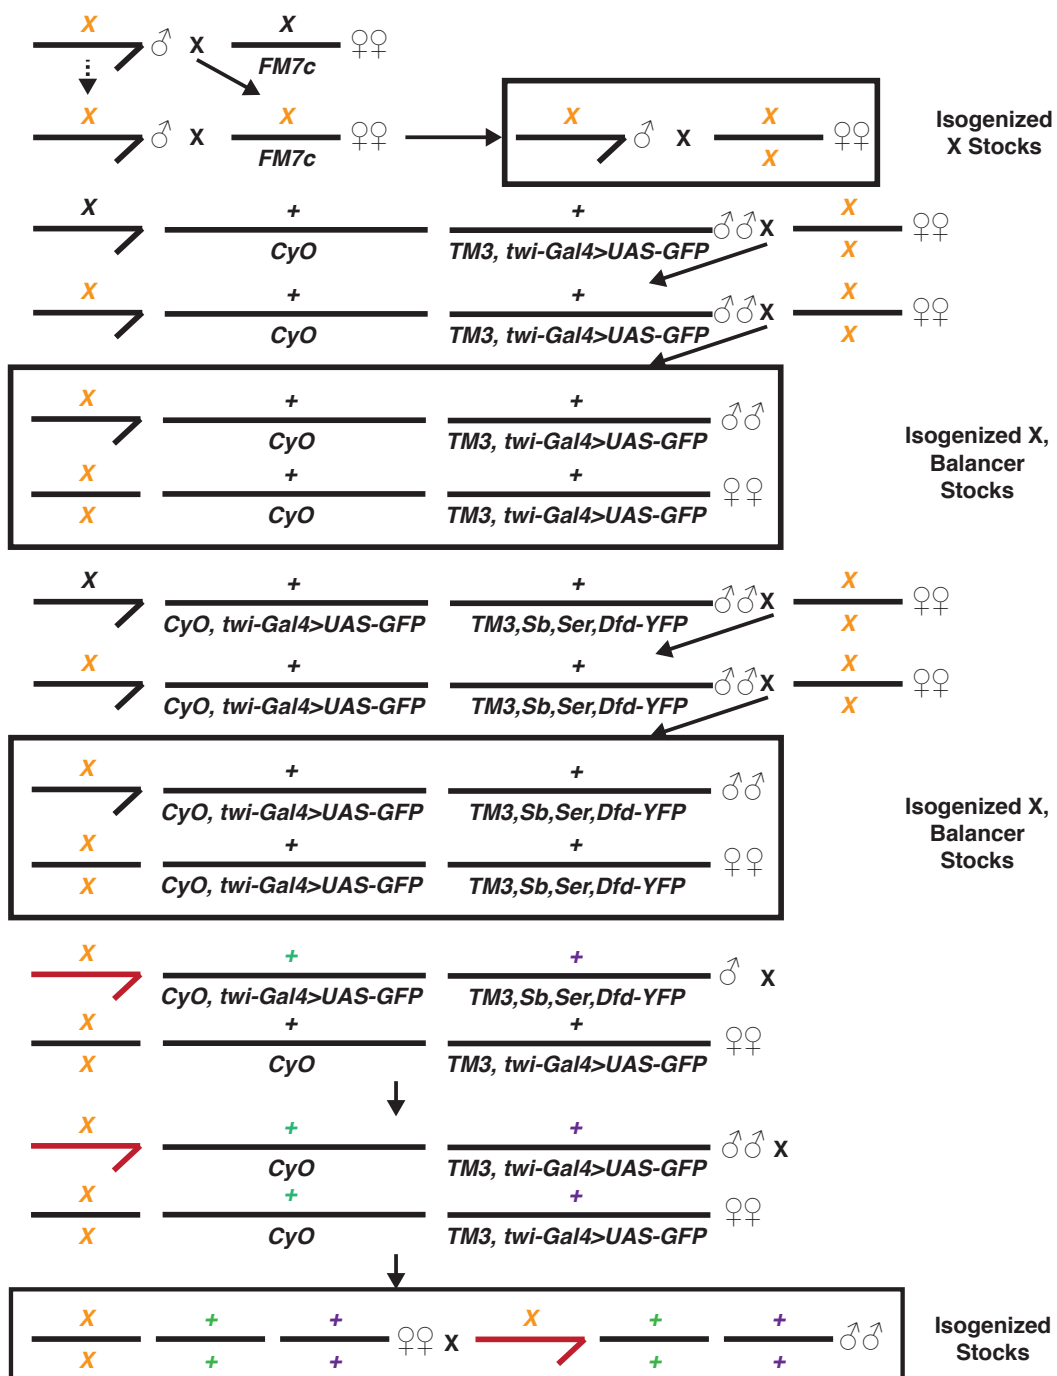 X X
♂ X ♀♀
FM7c
X X X X
♂ X ♀♀ ♂ X ♀♀
FM7c X
Isogenized
X Stocks
X + + X
♂♂ X ♀♀
CyO TM3, twi-Gal4>UAS-GFP X
X + + X
♂♂ X ♀♀
CyO TM3, twi-Gal4>UAS-GFP X
X + +
♂♂
CyO TM3, twi-Gal4>UAS-GFP
X + +
♀♀
X CyO TM3, twi-Gal4>UAS-GFP
Isogenized X,
Balancer
Stocks
X + + X
♂♂ X ♀♀
CyO, twi-Gal4>UAS-GFP TM3,Sb,Ser,Dfd-YFP X
X + + X
♂♂ X ♀♀
CyO, twi-Gal4>UAS-GFP TM3,Sb,Ser,Dfd-YFP X
X + +
♂♂
CyO, twi-Gal4>UAS-GFP TM3,Sb,Ser,Dfd-YFP
X + +
♀♀
X CyO, twi-Gal4>UAS-GFP TM3,Sb,Ser,Dfd-YFP
Isogenized X,
Balancer
Stocks
X + +
♂ X
CyO, twi-Gal4>UAS-GFP TM3,Sb,Ser,Dfd-YFP
X + +
♀♀
X CyO TM3, twi-Gal4>UAS-GFP
X + +
♂♂ X
CyO TM3, twi-Gal4>UAS-GFP
X + +
♀♀
X CyO TM3, twi-Gal4>UAS-GFP
X + + X + +
♀♀ X ♂♂
X + + + +
Isogenized
Stocks